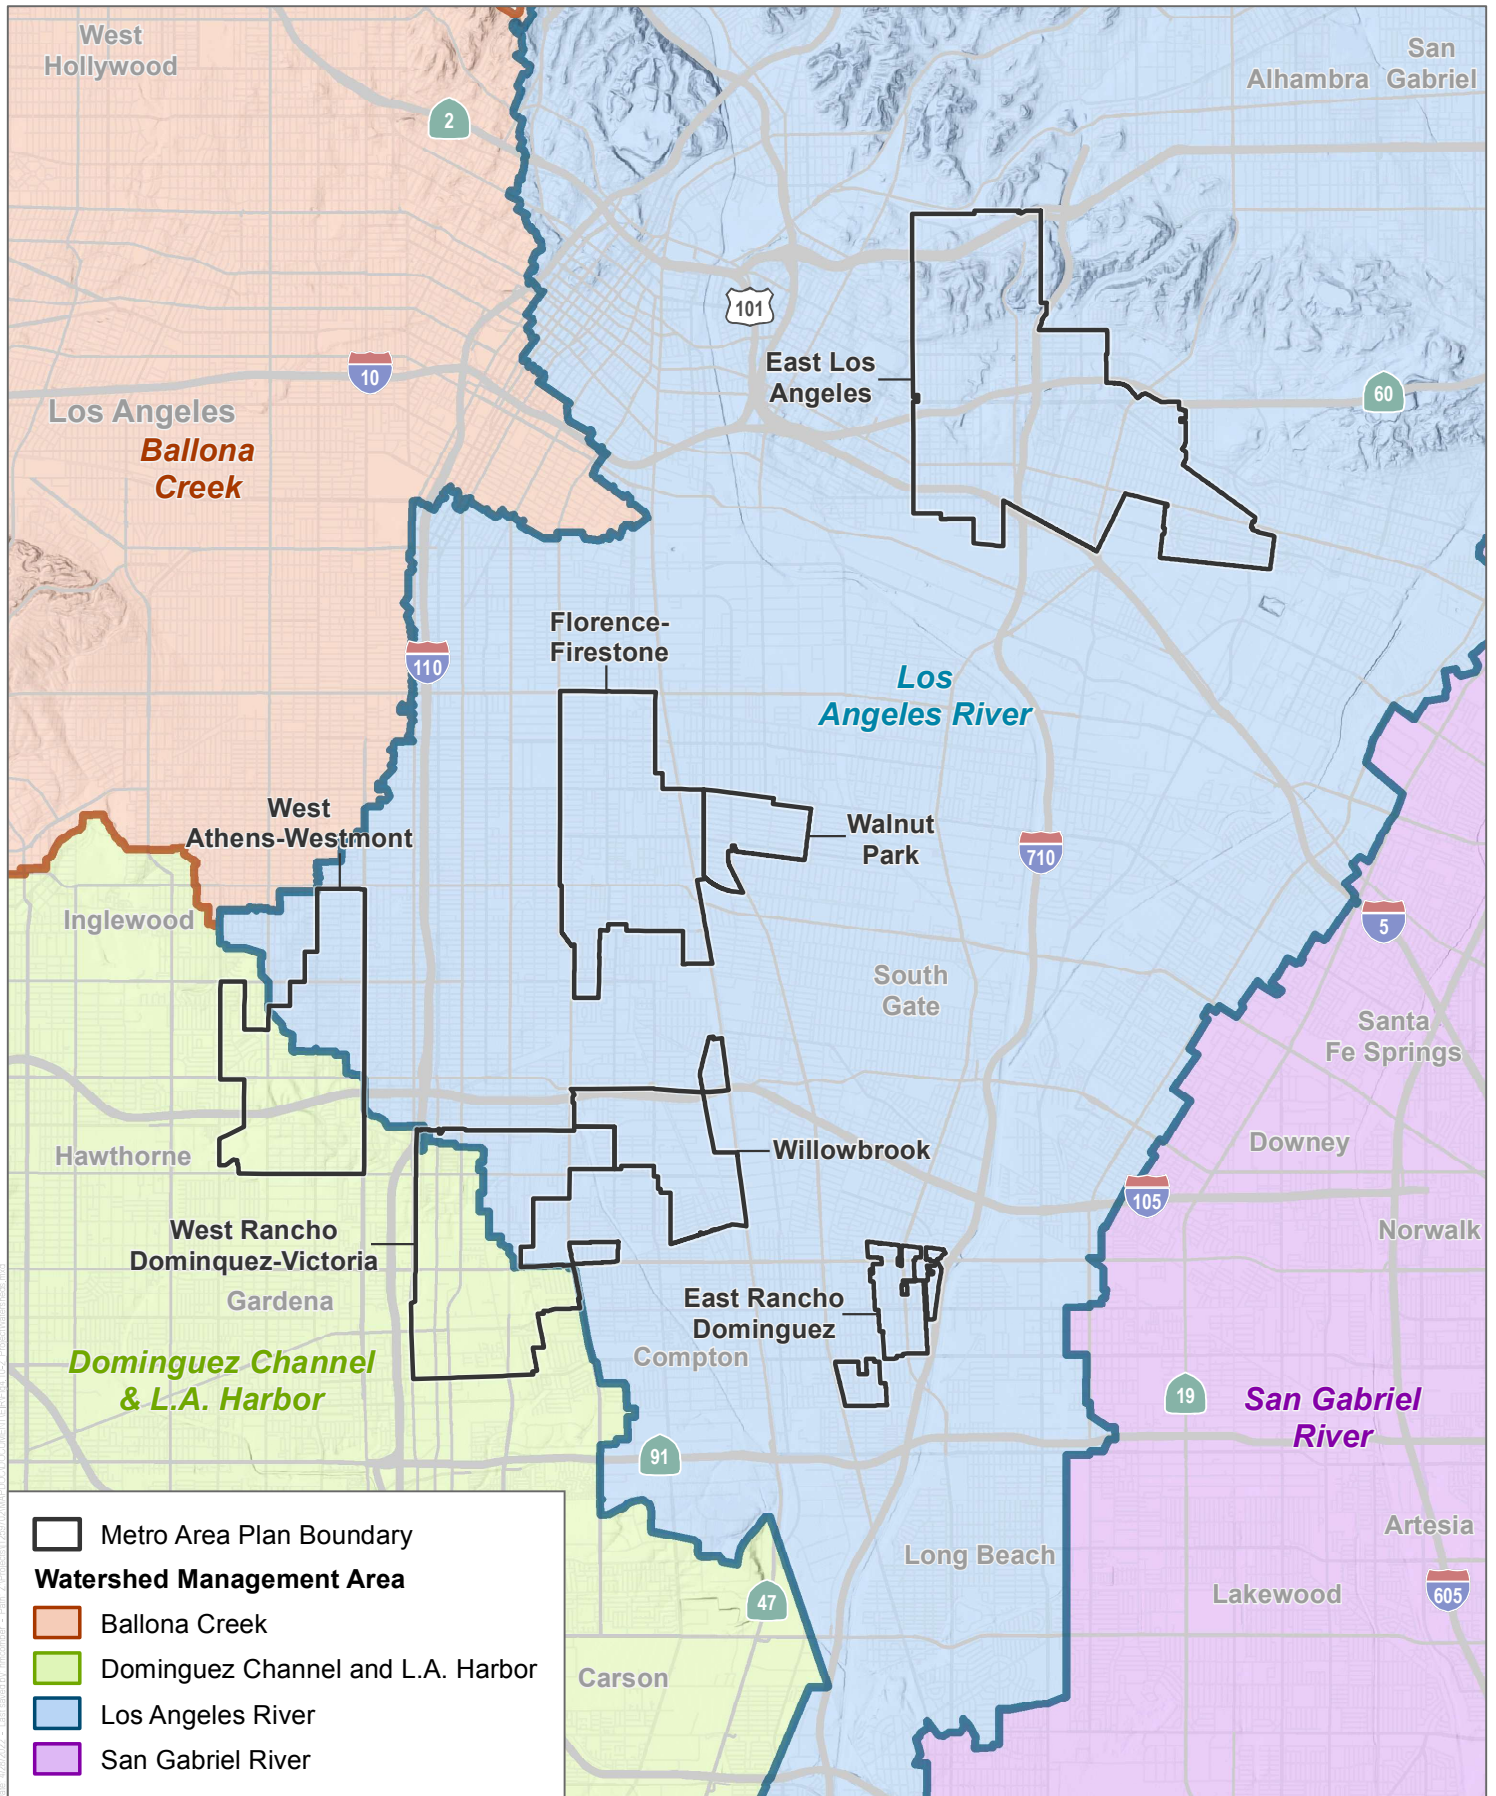 West
Hollywood
San
Alhambra Gabriel
2
101
East Los
Angeles
10
60
Los Angeles
Ballona
Creek
Florence-
Firestone
110
Los
Angeles River
West
Athens-Westmont
Walnut
Park
710
Inglewood
5
South
Gate
Santa
Fe Springs
Hawthorne
Willowbrook
Downey
105
West Rancho
Dominquez-Victoria
Norwalk
Gardena
East Rancho
Dominguez
Compton
Dominguez Channel
& L.A. Harbor
19
San Gabriel
River
91
Artesia
Long Beach
Lakewood
605
47
Carson
Metro Area Plan Boundary
Watershed Management Area
Ballona Creek
Dominguez Channel and L.A. Harbor
Los Angeles River
San Gabriel River